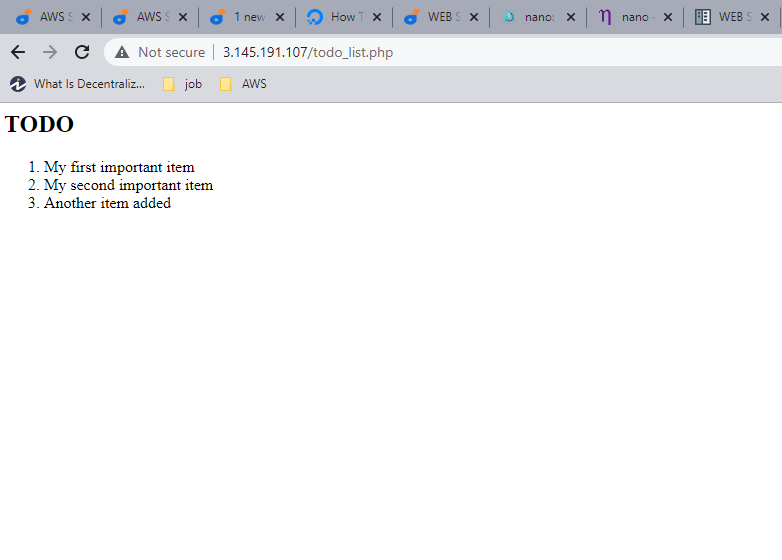 AWS S AWS S 1 new How T WEB S nano: nano - WEB S
Not secure 3.145.191.107/todo_list.php
What Is Decentraliz... job AWS
TODO
1. My first important item
2. My second important item
3. Another item added